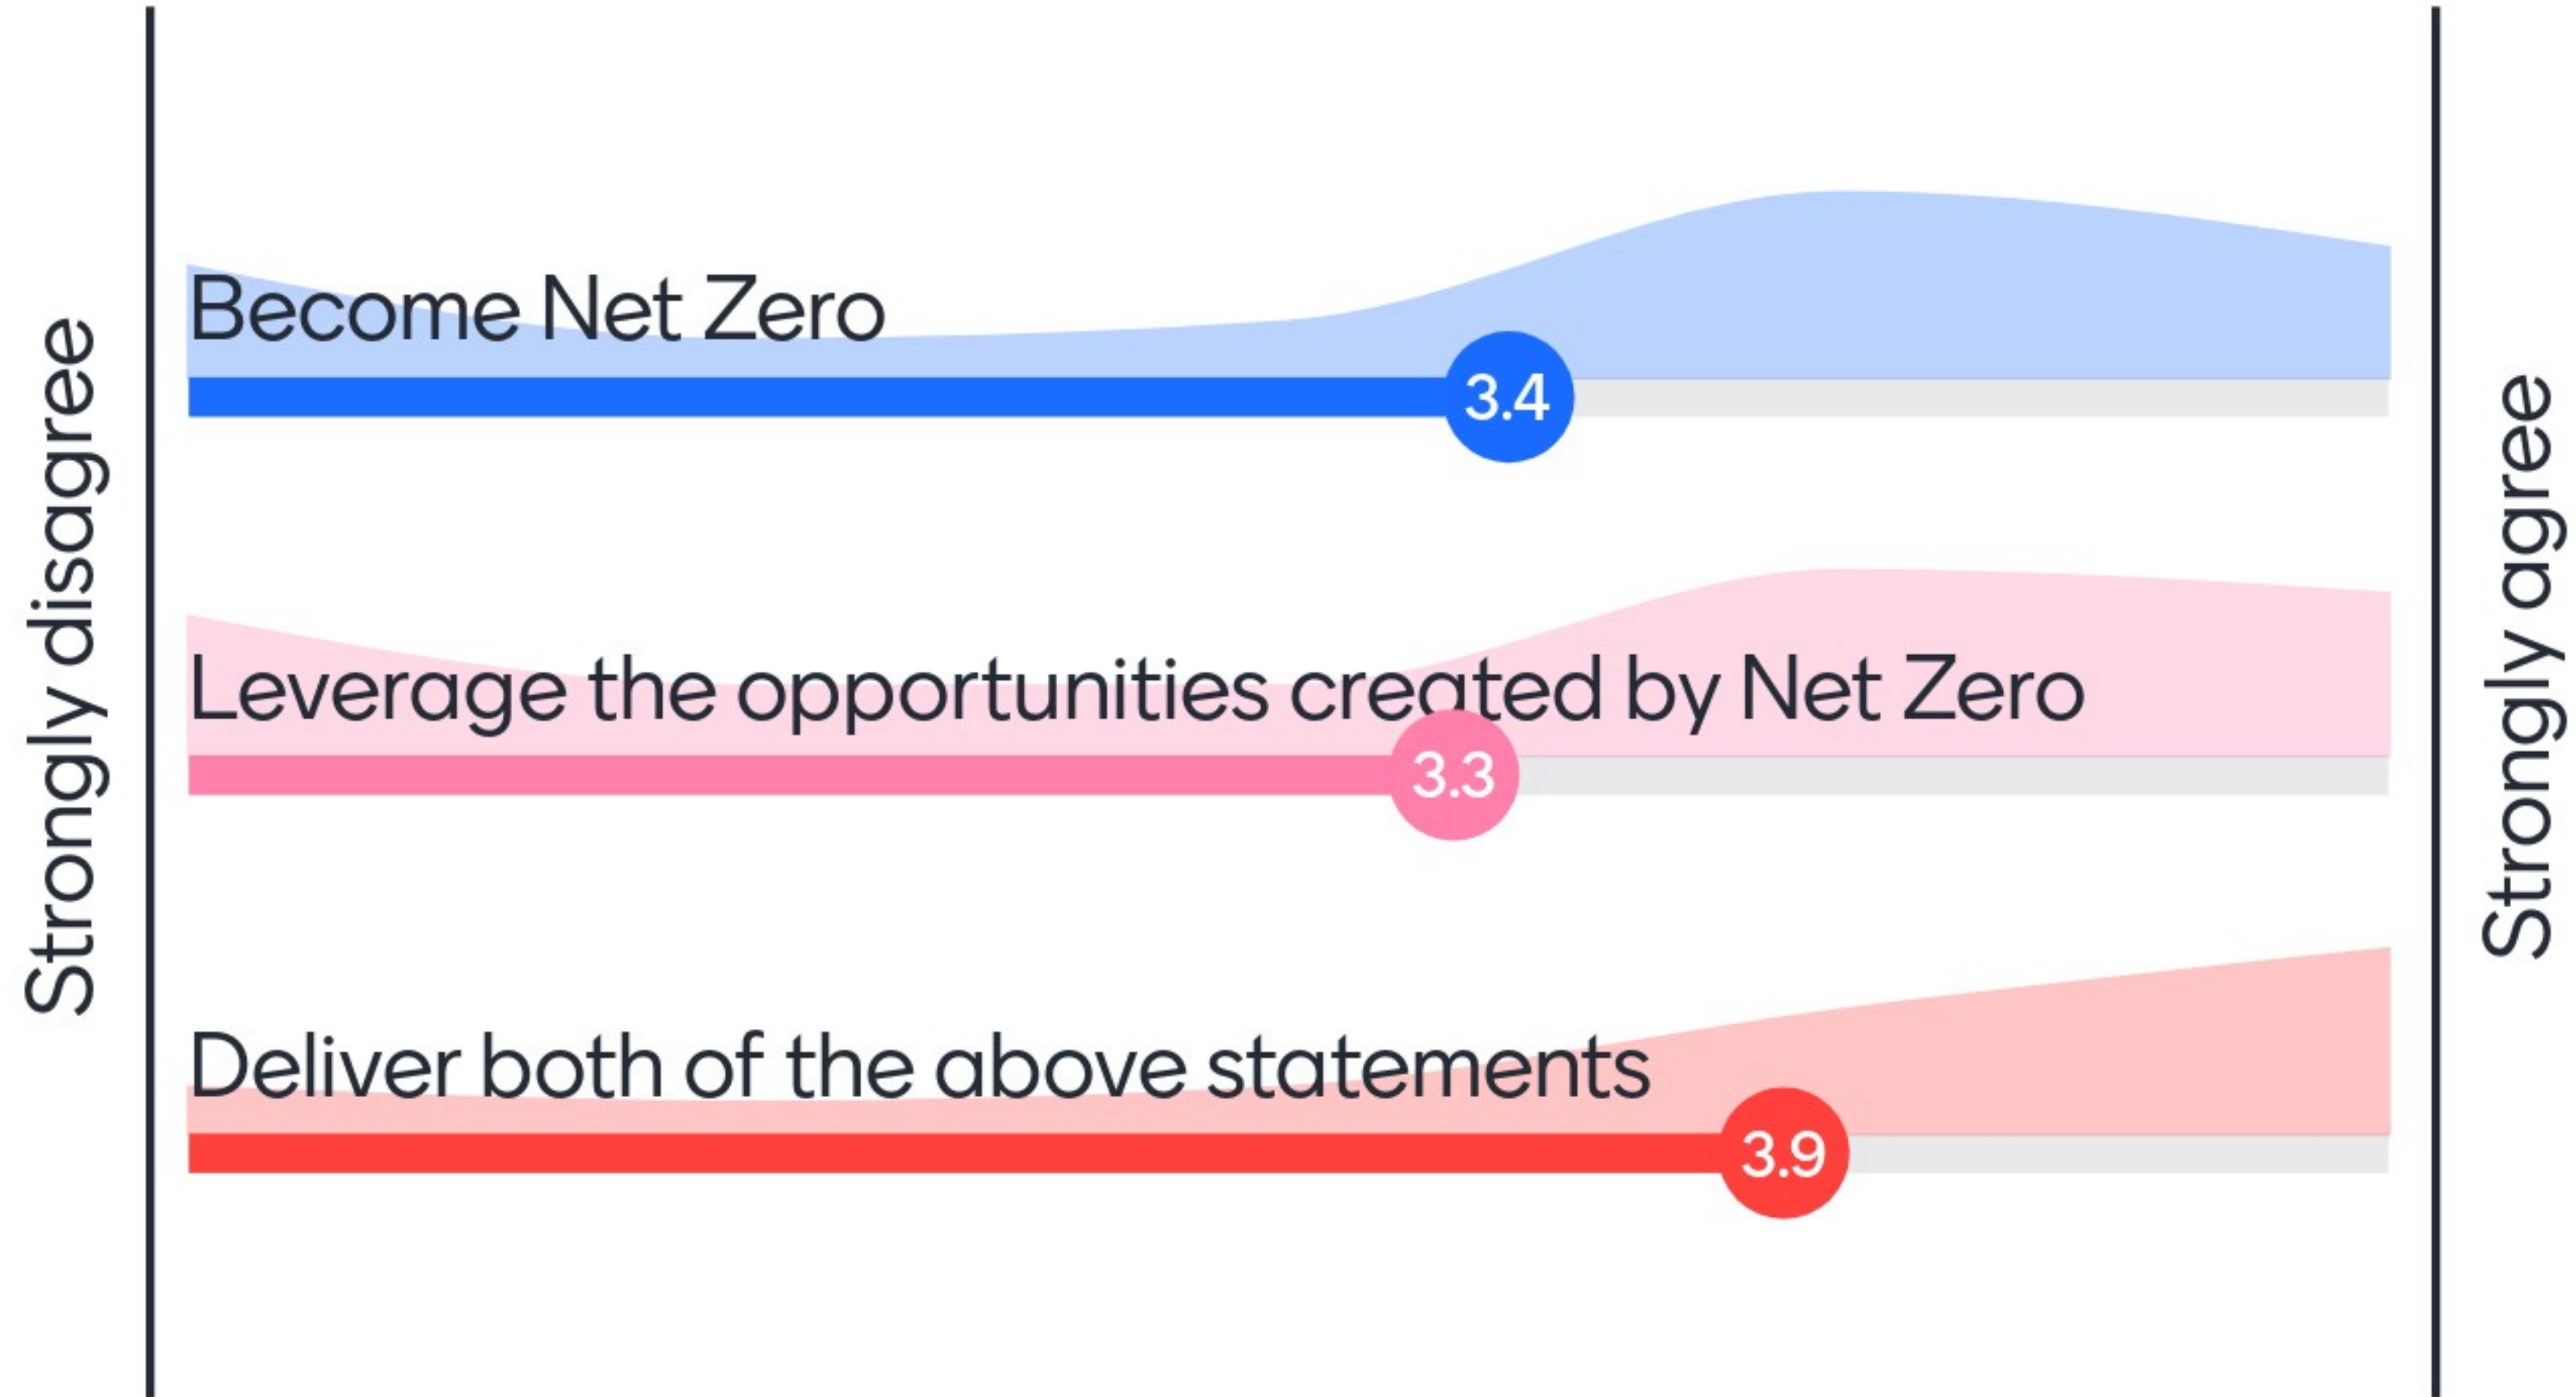 Strongly disagree
Become Net Zero
3.4
Leverage the opportunities created by Net Zero
3.3
Deliver both of the above statements
3.9
Strongly agree